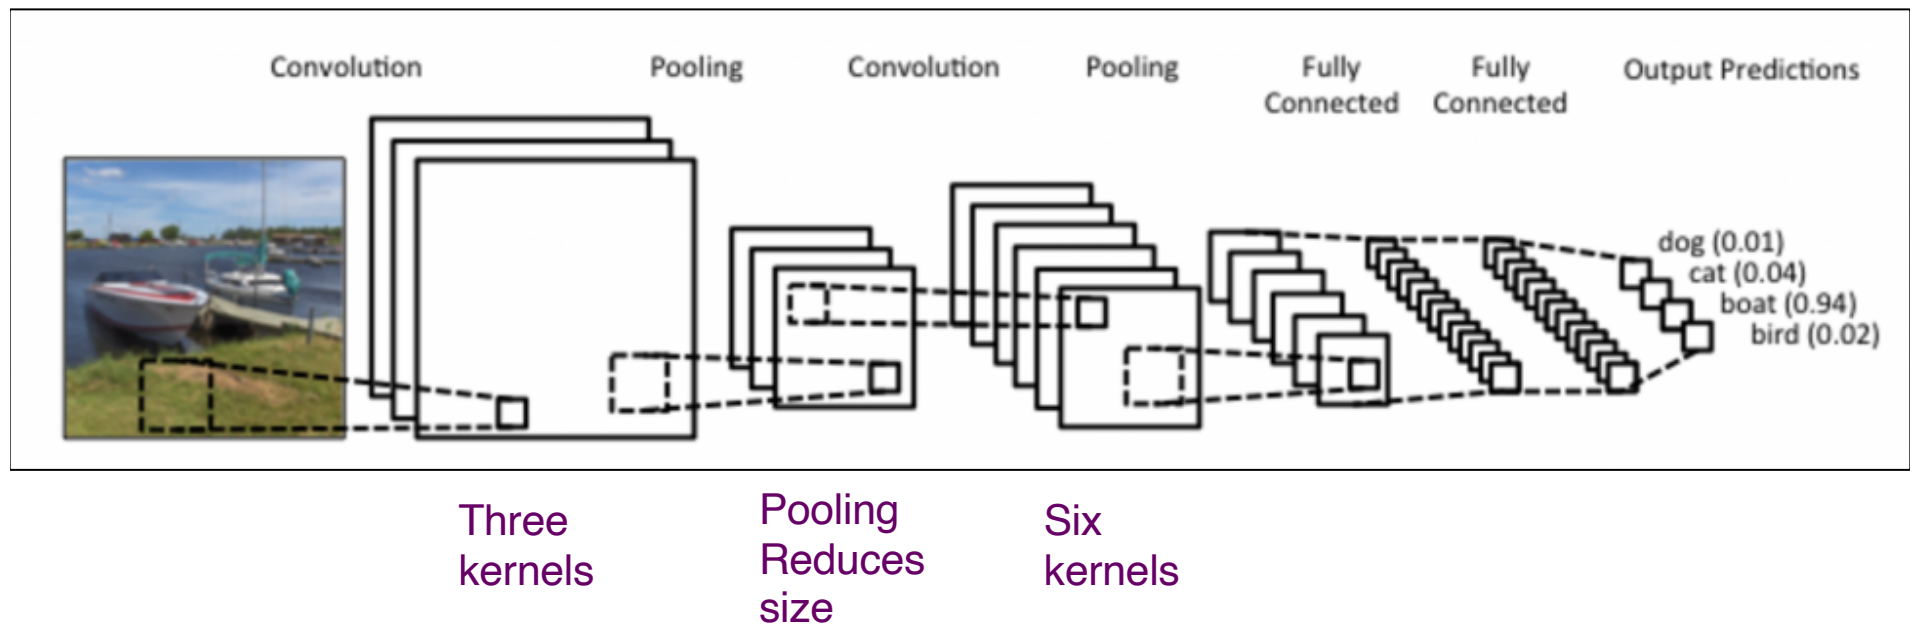 Convolution
Pooling
Convolution
Pooling
Fully
Connected
Fully
Connected
Output Predictions
dog (0.01)
cat (0.04)
boat (0.94)
bird (0.02)
Three
kernels
Pooling
Reduces
size
Six
kernels